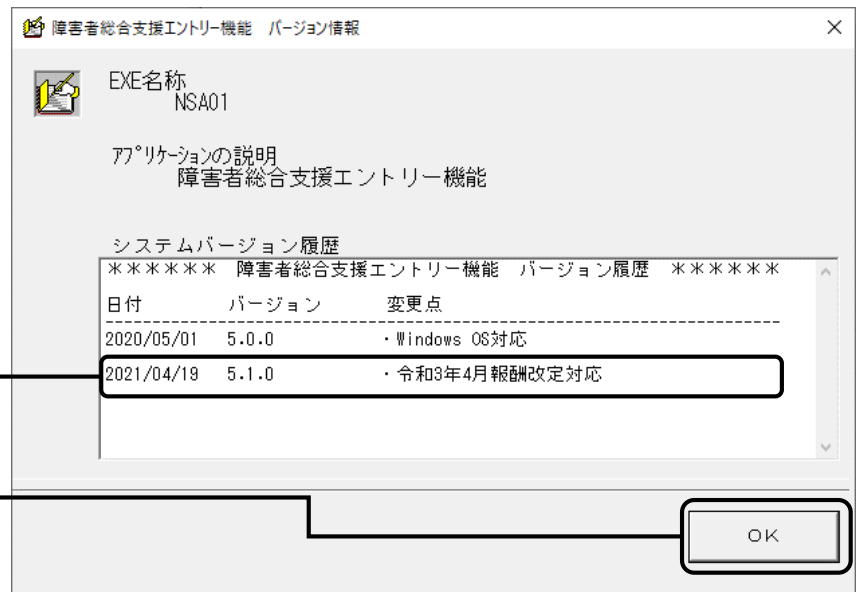 障害者総合支援ｴﾝﾄﾘｰ機能　ﾊﾞｰｼﾞｮﾝ情報
EXE名称
NSA01
ｱﾌﾟﾘｹｰｼｮﾝの説明
障害者総合支援エントリー機能
システムバージョン履歴
＊＊＊＊＊＊　障害者総合支援エントリー機能　バージョン履歴　＊＊＊＊＊＊
日付　バージョン　変更点
----------------------------------------------------------------------
2020/05/01　5.0.0　・Windows OS対応
2021/04/19　5.1.0　・令和3年4月報酬改定対応
OK